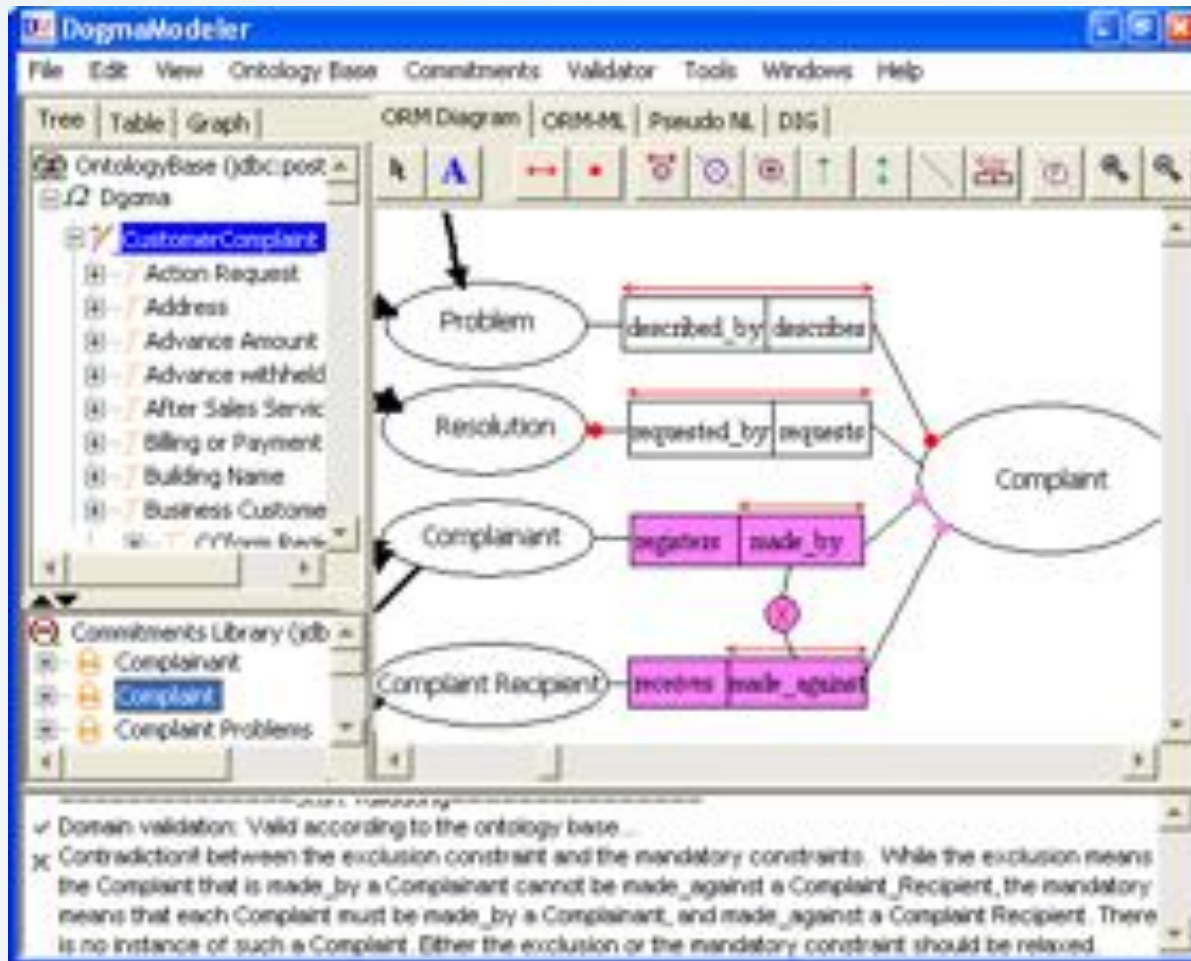 DogmaModeler
File Edit View Ontology Base Commitments Validator Tools Windows Help
Tree Table Graph
OntologyBase (jdbc:post
Ω Dgoma
CustomerComplaint
Action Request
Address
Advance Amount
Advance withheld
After Sales Servic
Billing or Payment
Building Name
Business Custome
Commitments Library (jdb
Complainant
Complaint
Complaint Problems
ORM Diagram ORM-ML Pseudo NL DIG
A
Problem described_by describes
Resolution requested_by requests
Complaint
Complainant registers made_by
Complaint Recipient receives made_against
Domain validation: Valid according to the ontology base...
Contradiction# between the exclusion constraint and the mandatory constraints. While the exclusion means
the Complaint that is made_by a Complainant cannot be made_against a Complaint_Recipient, the mandatory
means that each Complaint must be made_by a Complainant, and made_against a Complaint Recipient. There
is no instance of such a Complaint. Either the exclusion or the mandatory constraint should be relaxed.